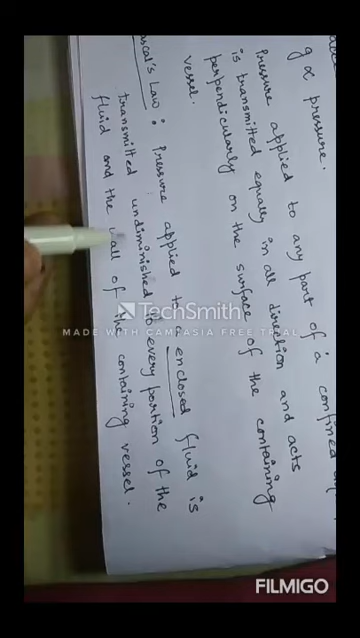 g ∝ pressure.
Pressure applied to any part of a confined
is transmitted equally in all direction and acts
perpendicularly on the surface of the containing
vessel.
Pascal's Law : Pressure applied to enclosed fluid is
transmitted undiminished to every portion of the
fluid and the wall of the containing vessel.
TechSmith
MADE WITH CAMTASIA FREE TRIAL
FILMIGO